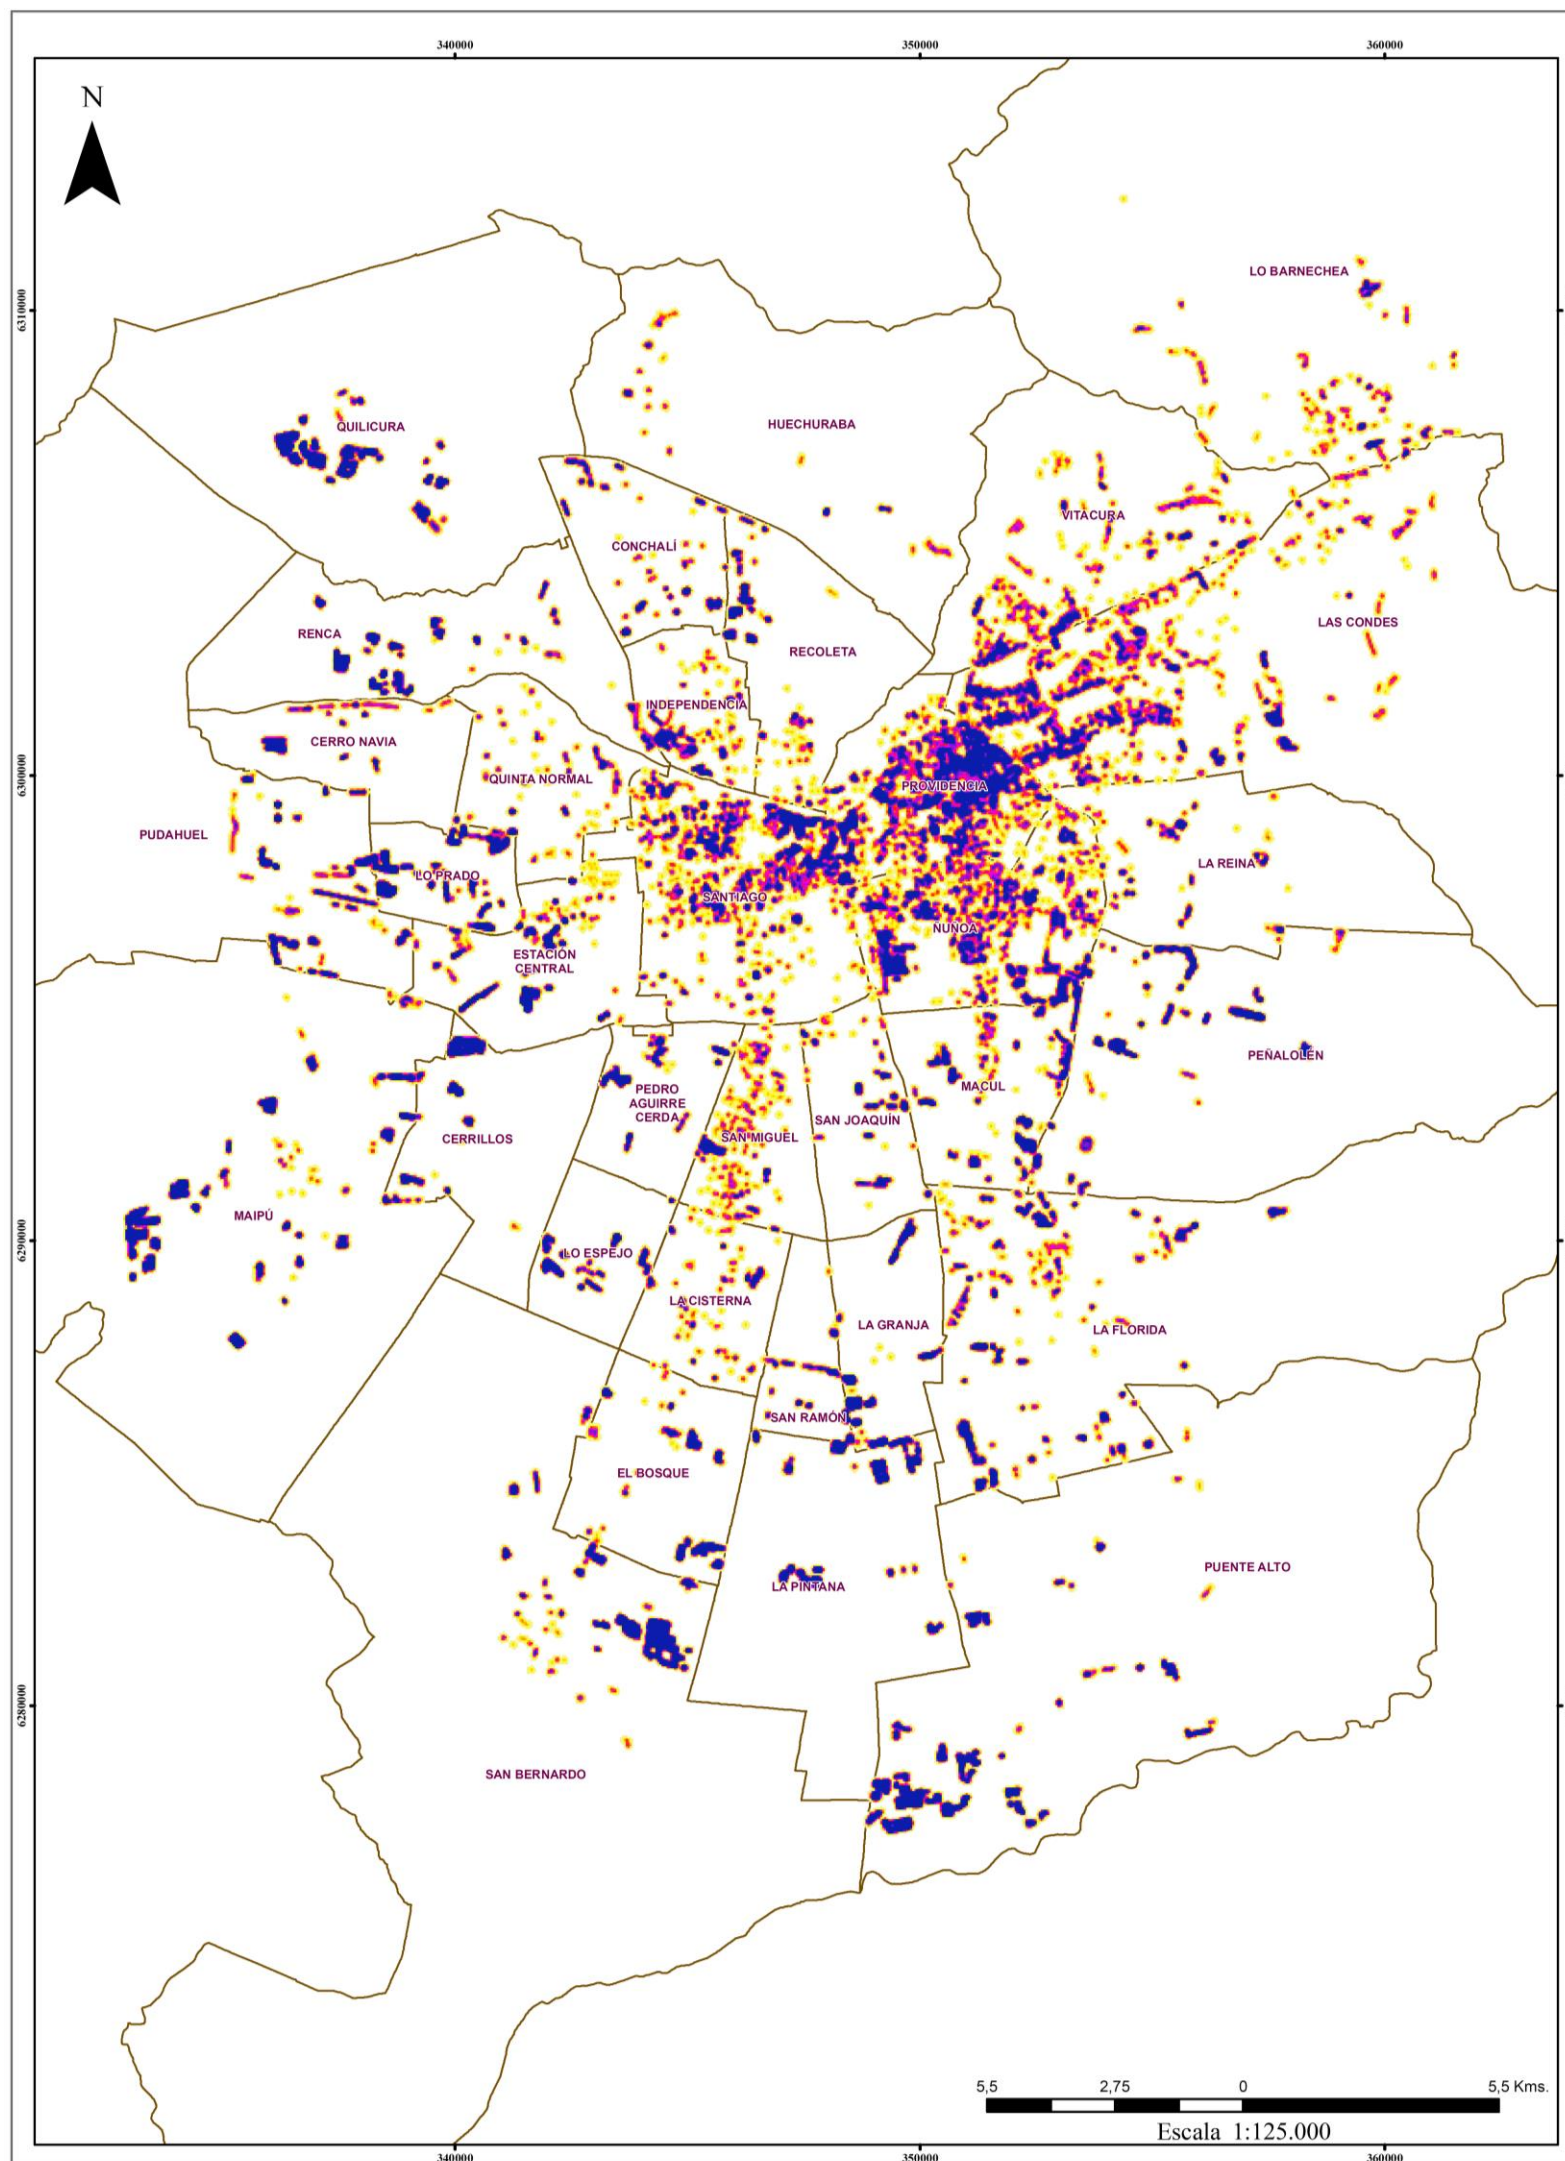 340000
350000
360000
N
LO BARNECHEA
6310000
QUILICURA
HUECHURABA
VITACURA
CONCHALÍ
LAS CONDES
RENCA
RECOLETA
INDEPENDENCIA
CERRO NAVIA
6300000
QUINTA NORMAL
PROVIDENCIA
PUDAHUEL
LA REINA
LO PRADO
SANTIAGO
ÑUÑOA
ESTACIÓN
CENTRAL
PEÑALOLÉN
MACUL
PEDRO
AGUIRRE
CERDA
SAN JOAQUÍN
CERRILLOS
SAN MIGUEL
MAIPÚ
6290000
LO ESPEJO
LA CISTERNA
LA GRANJA
LA FLORIDA
SAN RAMÓN
EL BOSQUE
PUENTE ALTO
LA PINTANA
6280000
SAN BERNARDO
5,5
2,75
0
5,5 Kms.
Escala 1:125.000
340000
350000
360000